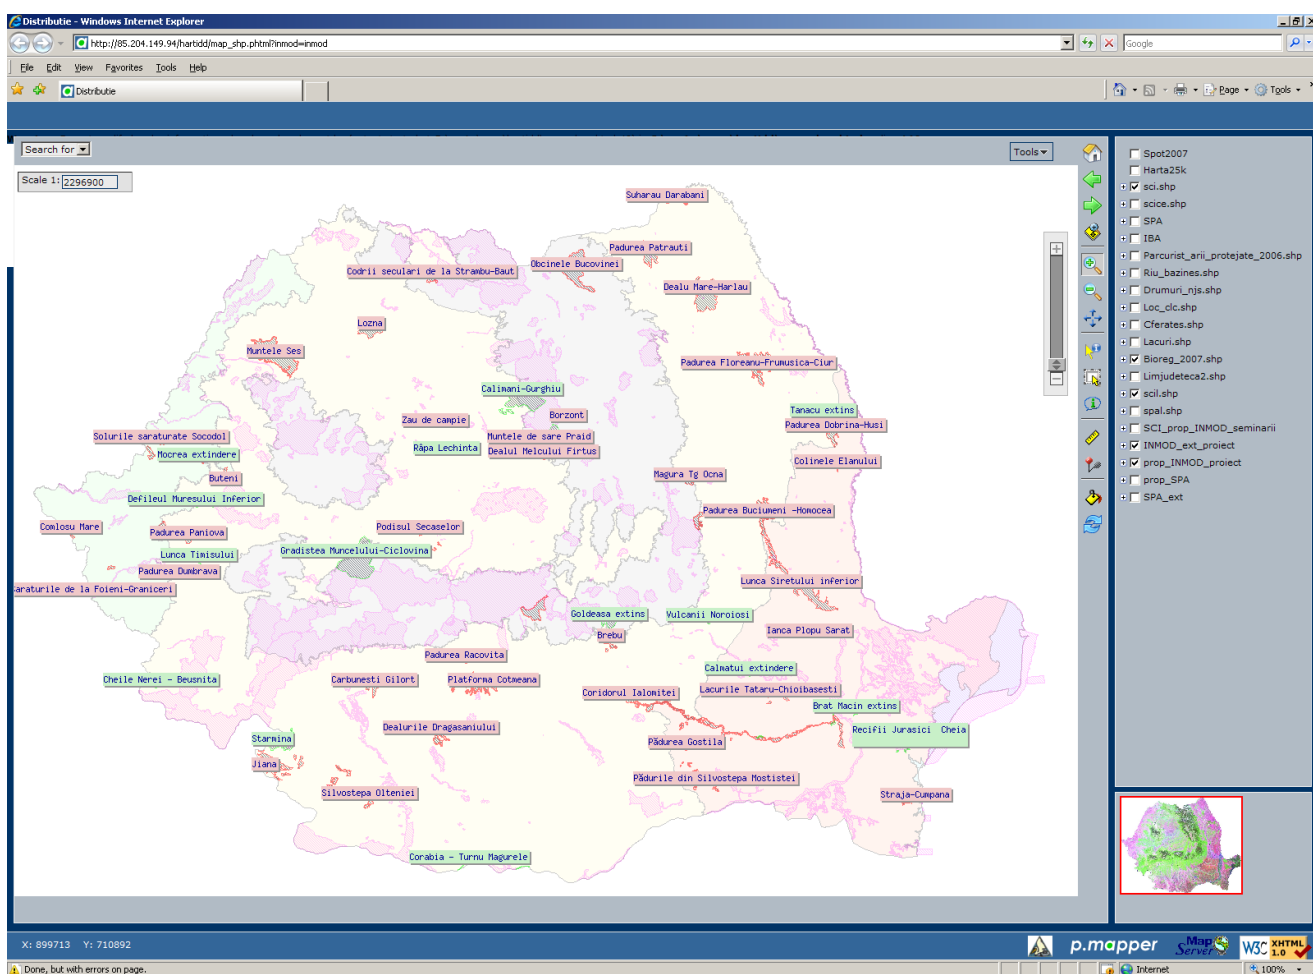 Distributie - Windows Internet Explorer
http://85.204.149.94/hartidd/map_shp.phtml?inmod=inmod
Google
File Edit View Favorites Tools Help
Distributie
Page Tools
Search for
Tools
Scale 1: 2296900
Suharau Darabani
Padurea Patrauti
Obcinele Bucovinei
Codrii seculari de la Strambu-Baut
Dealu Mare-Harlau
Lozna
Muntele Ses
Padurea Floreanu-Frumusica-Ciur
Calimani-Gurghiu
Tanacu extins
Borzont
Zau de campie
Padurea Dobrina-Husi
Solurile saraturate Socodol
Muntele de sare Praid
Râpa Lechinta
Dealul Melcului Firtus
Mocrea extindere
Colinele Elanului
Buteni
Magura Tg Ocna
Defileul Muresului Inferior
Padurea Buciumeni -Homocea
Comlosu Mare
Padurea Paniova
Podisul Secaselor
Lunca Timisului
Gradistea Muncelului-Ciclovina
Padurea Dumbrava
Lunca Siretului inferior
Saraturile de la Foieni-Graniceri
Goldeasa extins
Vulcanii Noroiosi
Brebu
Ianca Plopu Sarat
Padurea Racovita
Calmatui extindere
Cheile Nerei - Beusnita
Carbunesti Gilort
Platforma Cotmeana
Coridorul Ialomitei
Lacurile Tataru-Chioibasesti
Brat Macin extins
Dealurile Dragasaniului
Recifii Jurasici Cheia
Starmina
Pădurea Gostila
Jiana
Pădurile din Silvostepa Mostistei
Silvostepa Olteniei
Straja-Cumpana
Corabia - Turnu Magurele
Spot2007
Harta25k
sci.shp
scice.shp
SPA
IBA
Parcurist_arii_protejate_2006.shp
Riu_bazines.shp
Drumuri_njs.shp
Loc_clc.shp
Cferates.shp
Lacuri.shp
Bioreg_2007.shp
Limjudeteca2.shp
scil.shp
spal.shp
SCI_prop_INMOD_seminarii
INMOD_ext_proiect
prop_INMOD_proiect
prop_SPA
SPA_ext
X: 899713 Y: 710892
p.mapper
Map Server
W3C XHTML 1.0
Done, but with errors on page.
Internet
100%